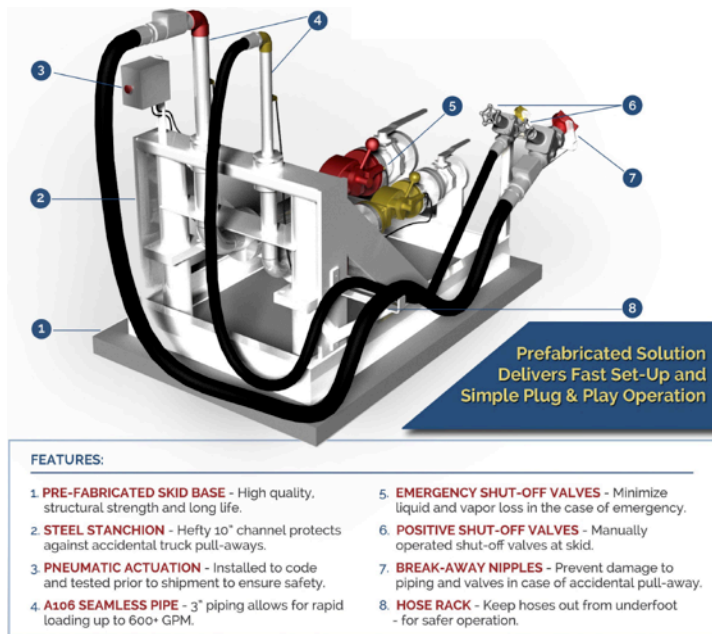 4
3
5
6
7
2
8
1
Prefabricated Solution
Delivers Fast Set-Up and
Simple Plug & Play Operation
FEATURES:
1. PRE-FABRICATED SKID BASE - High quality,
structural strength and long life.
2. STEEL STANCHION - Hefty 10" channel protects
against accidental truck pull-aways.
3. PNEUMATIC ACTUATION - Installed to code
and tested prior to shipment to ensure safety.
4. A106 SEAMLESS PIPE - 3" piping allows for rapid
loading up to 600+ GPM.
5. EMERGENCY SHUT-OFF VALVES - Minimize
liquid and vapor loss in the case of emergency.
6. POSITIVE SHUT-OFF VALVES - Manually
operated shut-off valves at skid.
7. BREAK-AWAY NIPPLES - Prevent damage to
piping and valves in case of accidental pull-away.
8. HOSE RACK - Keep hoses out from underfoot
- for safer operation.